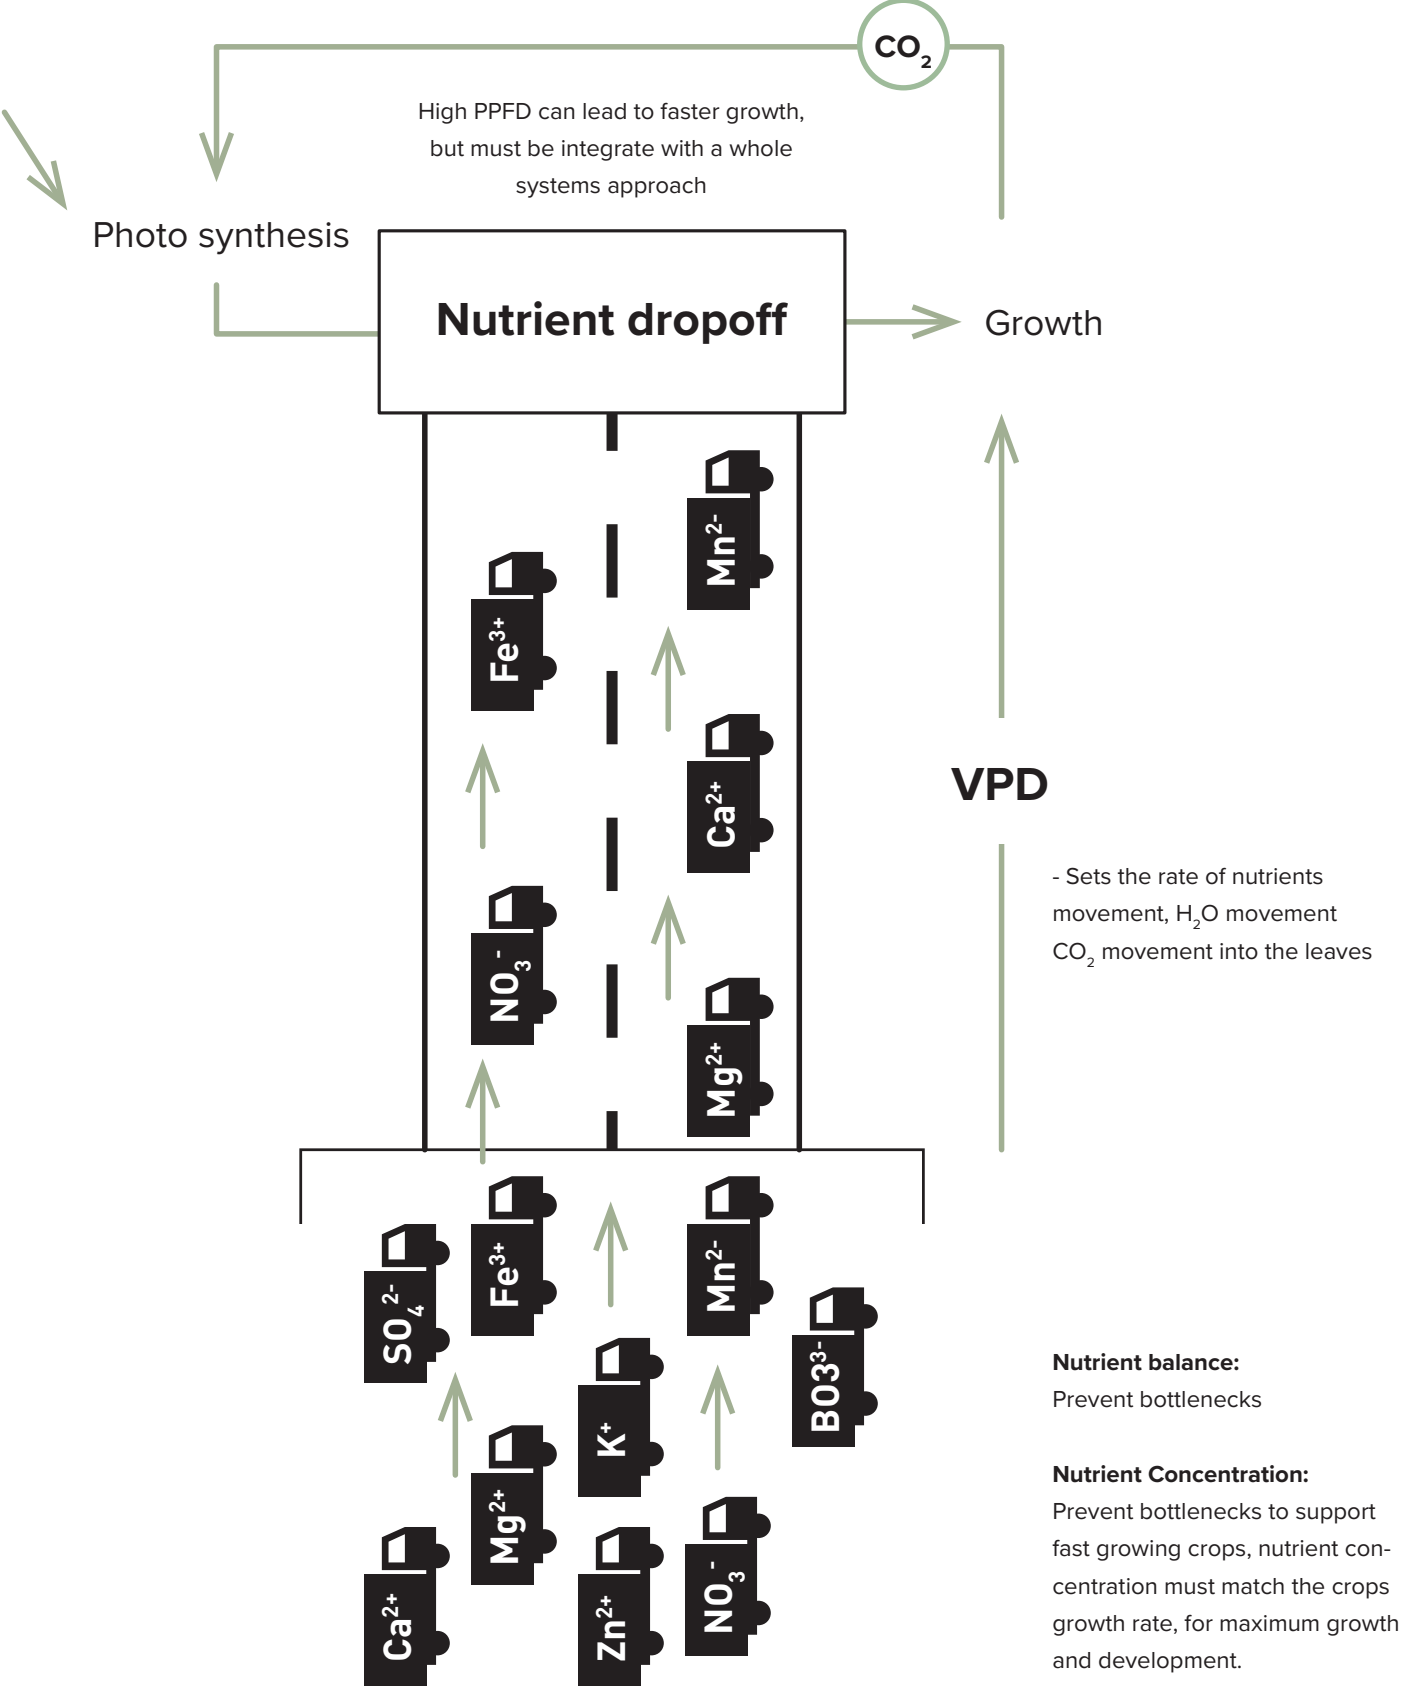 CO₂
High PPFD can lead to faster growth,
but must be integrate with a whole
systems approach
Photo synthesis
Nutrient dropoff
Growth
Mn²⁻
Fe³⁺
Ca²⁺
VPD
- Sets the rate of nutrients
movement, H₂O movement
CO₂ movement into the leaves
NO₃⁻
Mg²⁺
Fe³⁺
Mn²⁻
SO₄²⁻
BO3³⁻
K⁺
Nutrient balance:
Prevent bottlenecks
Mg²⁺
NO₃⁻
Ca²⁺
Zn²⁺
Nutrient Concentration:
Prevent bottlenecks to support
fast growing crops, nutrient con-
centration must match the crops
growth rate, for maximum growth
and development.